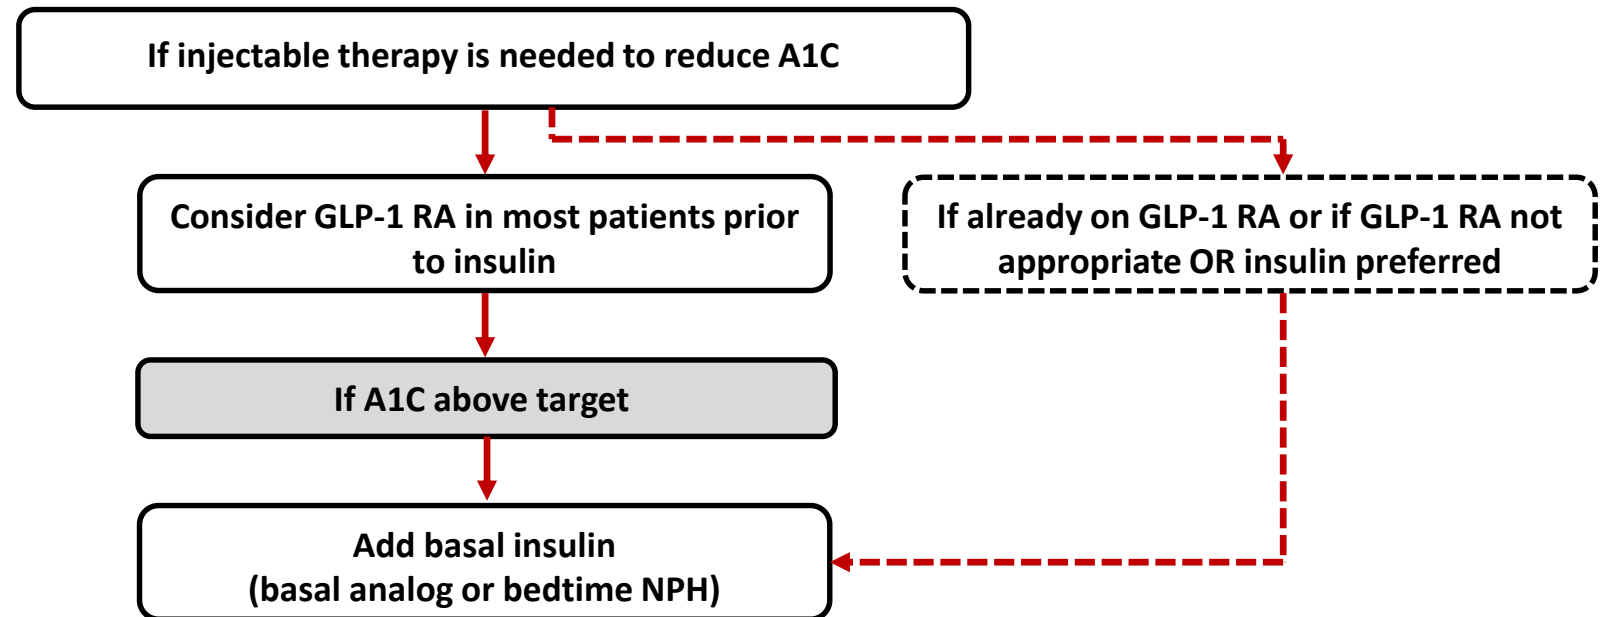 If injectable therapy is needed to reduce A1C
Consider GLP-1 RA in most patients prior
to insulin
If already on GLP-1 RA or if GLP-1 RA not
appropriate OR insulin preferred
If A1C above target
Add basal insulin
(basal analog or bedtime NPH)